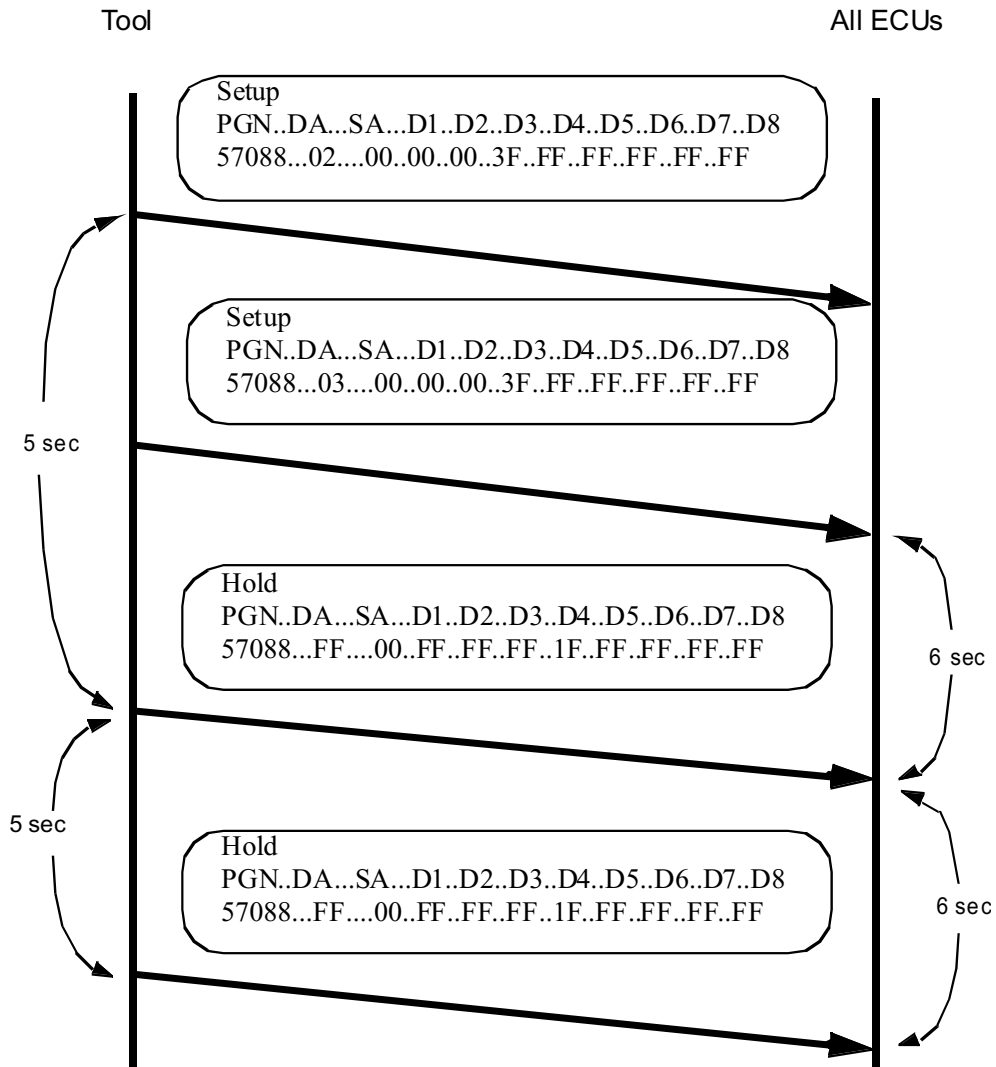 Tool
All ECUs
Setup
PGN..DA...SA...D1..D2..D3..D4..D5..D6..D7..D8
57088...02....00..00..00..3F..FF..FF..FF..FF..FF
Setup
PGN..DA...SA...D1..D2..D3..D4..D5..D6..D7..D8
57088...03....00..00..00..3F..FF..FF..FF..FF..FF
5 sec
Hold
PGN..DA...SA...D1..D2..D3..D4..D5..D6..D7..D8
57088...FF....00..FF..FF..FF..1F..FF..FF..FF..FF
6 sec
5 sec
Hold
PGN..DA...SA...D1..D2..D3..D4..D5..D6..D7..D8
57088...FF....00..FF..FF..FF..1F..FF..FF..FF..FF
6 sec